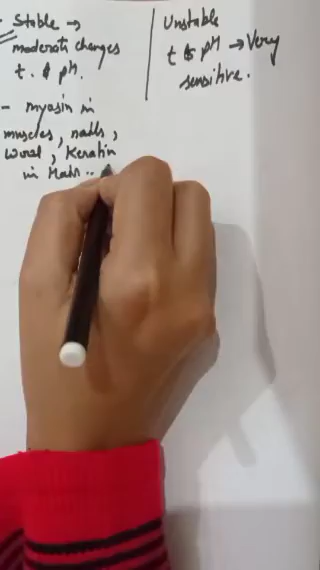 - Stable →
moderate changes
t. & pH.
- myosin in
muscles, nails,
wool, Keratin
in Hair..
Unstable
t & pH → Very
sensitive.